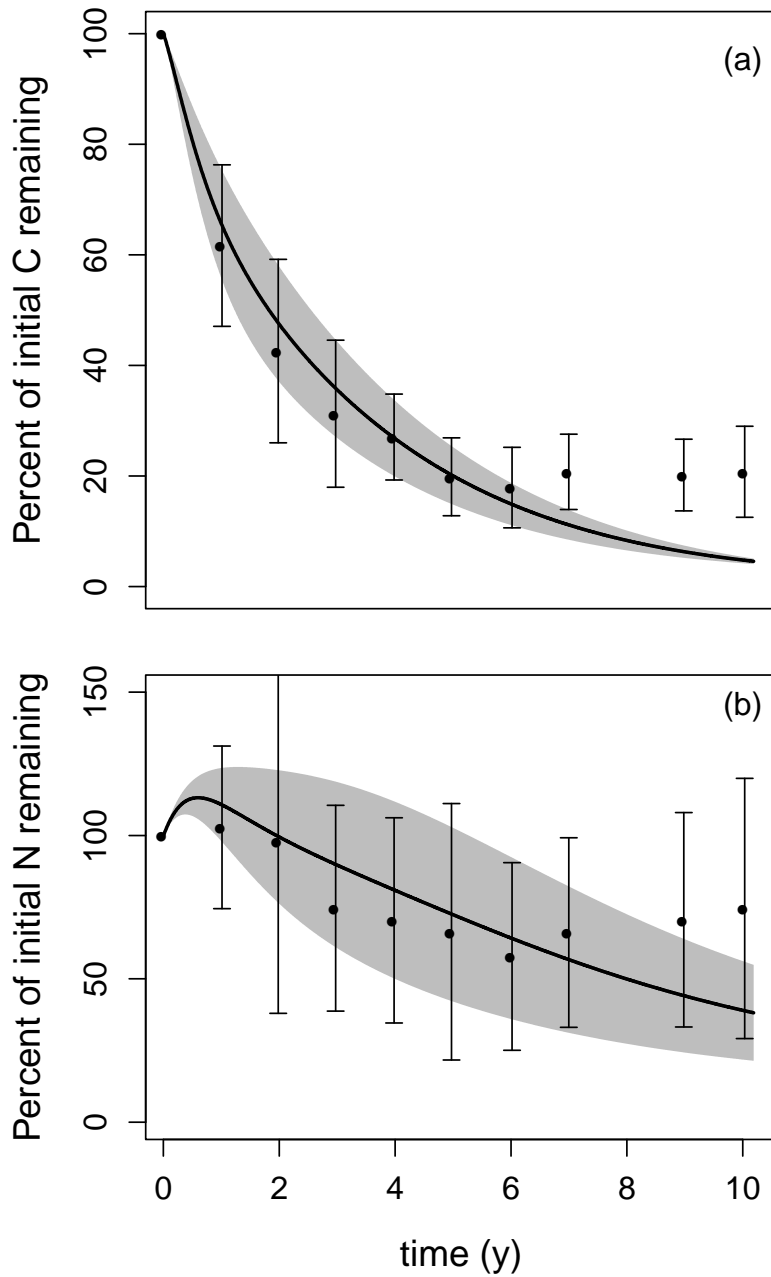 (a)
Percent of initial C remaining
100
80
60
40
20
0
(b)
Percent of initial N remaining
150
100
50
0
0 2 4 6 8 10
time (y)